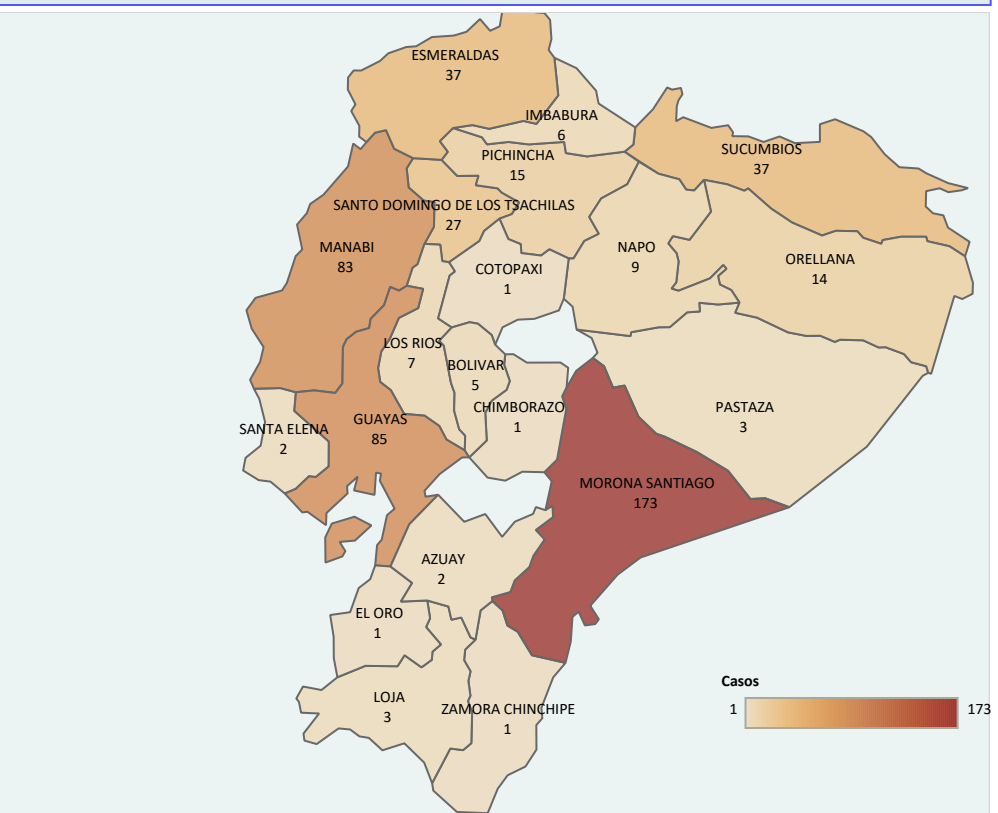 ESMERALDAS
37
IMBABURA
6
PICHINCHA
15
SUCUMBIOS
37
SANTO DOMINGO DE LOS TSACHILAS
27
MANABI
83
NAPO
9
ORELLANA
14
COTOPAXI
1
LOS RIOS
7
BOLIVAR
5
CHIMBORAZO
1
PASTAZA
3
SANTA ELENA
2
GUAYAS
85
MORONA SANTIAGO
173
AZUAY
2
EL ORO
1
LOJA
3
ZAMORA CHINCHIPE
1
Casos
1 173